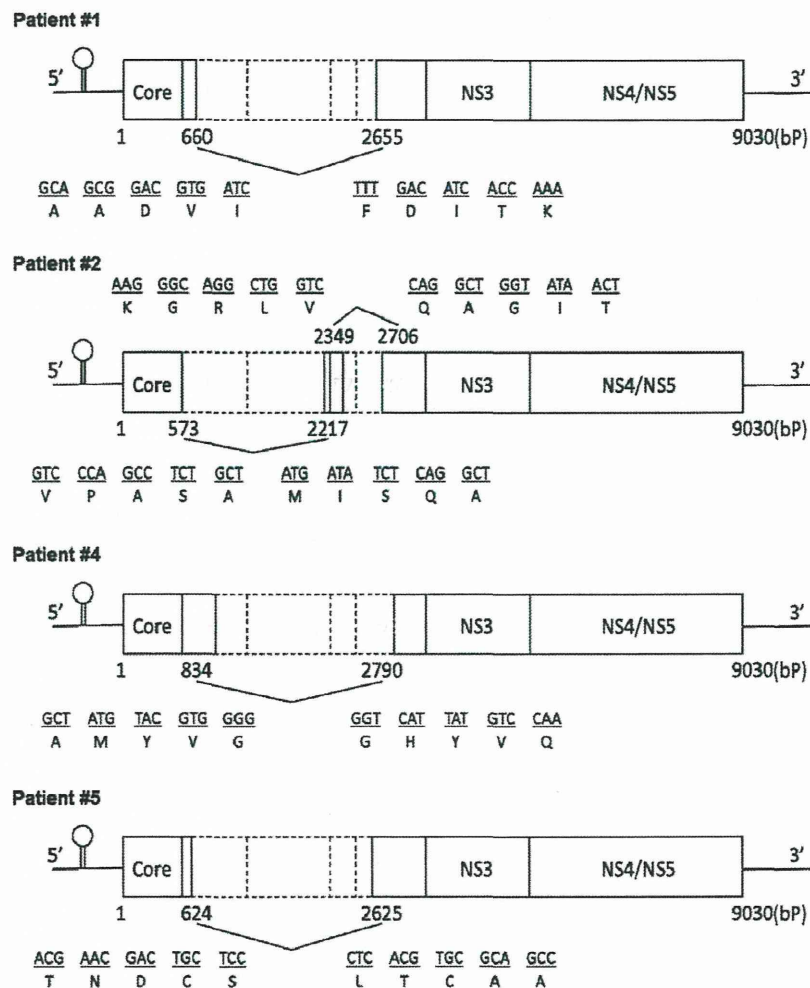 Patient #1
5′ 3′
Core NS3 NS4/NS5
1 660 2655 9030(bP)
GCA GCG GAC GTG ATC TTT GAC ATC ACC AAA
A A D V I F D I T K
Patient #2
AAG GGC AGG CTG GTC CAG GCT GGT ATA ACT
K G R L V Q A G I T
2349 2706
5′ 3′
Core NS3 NS4/NS5
1 573 2217 9030(bP)
GTC CCA GCC TCT GCT ATG ATA TCT CAG GCT
V P A S A M I S Q A
Patient #4
5′ 3′
Core NS3 NS4/NS5
1 834 2790 9030(bP)
GCT ATG TAC GTG GGG GGT CAT TAT GTC CAA
A M Y V G G H Y V Q
Patient #5
5′ 3′
Core NS3 NS4/NS5
1 624 2625 9030(bP)
ACG AAC GAC TGC TCC CTC ACG TGC GCA GCC
T N D C S L T C A A